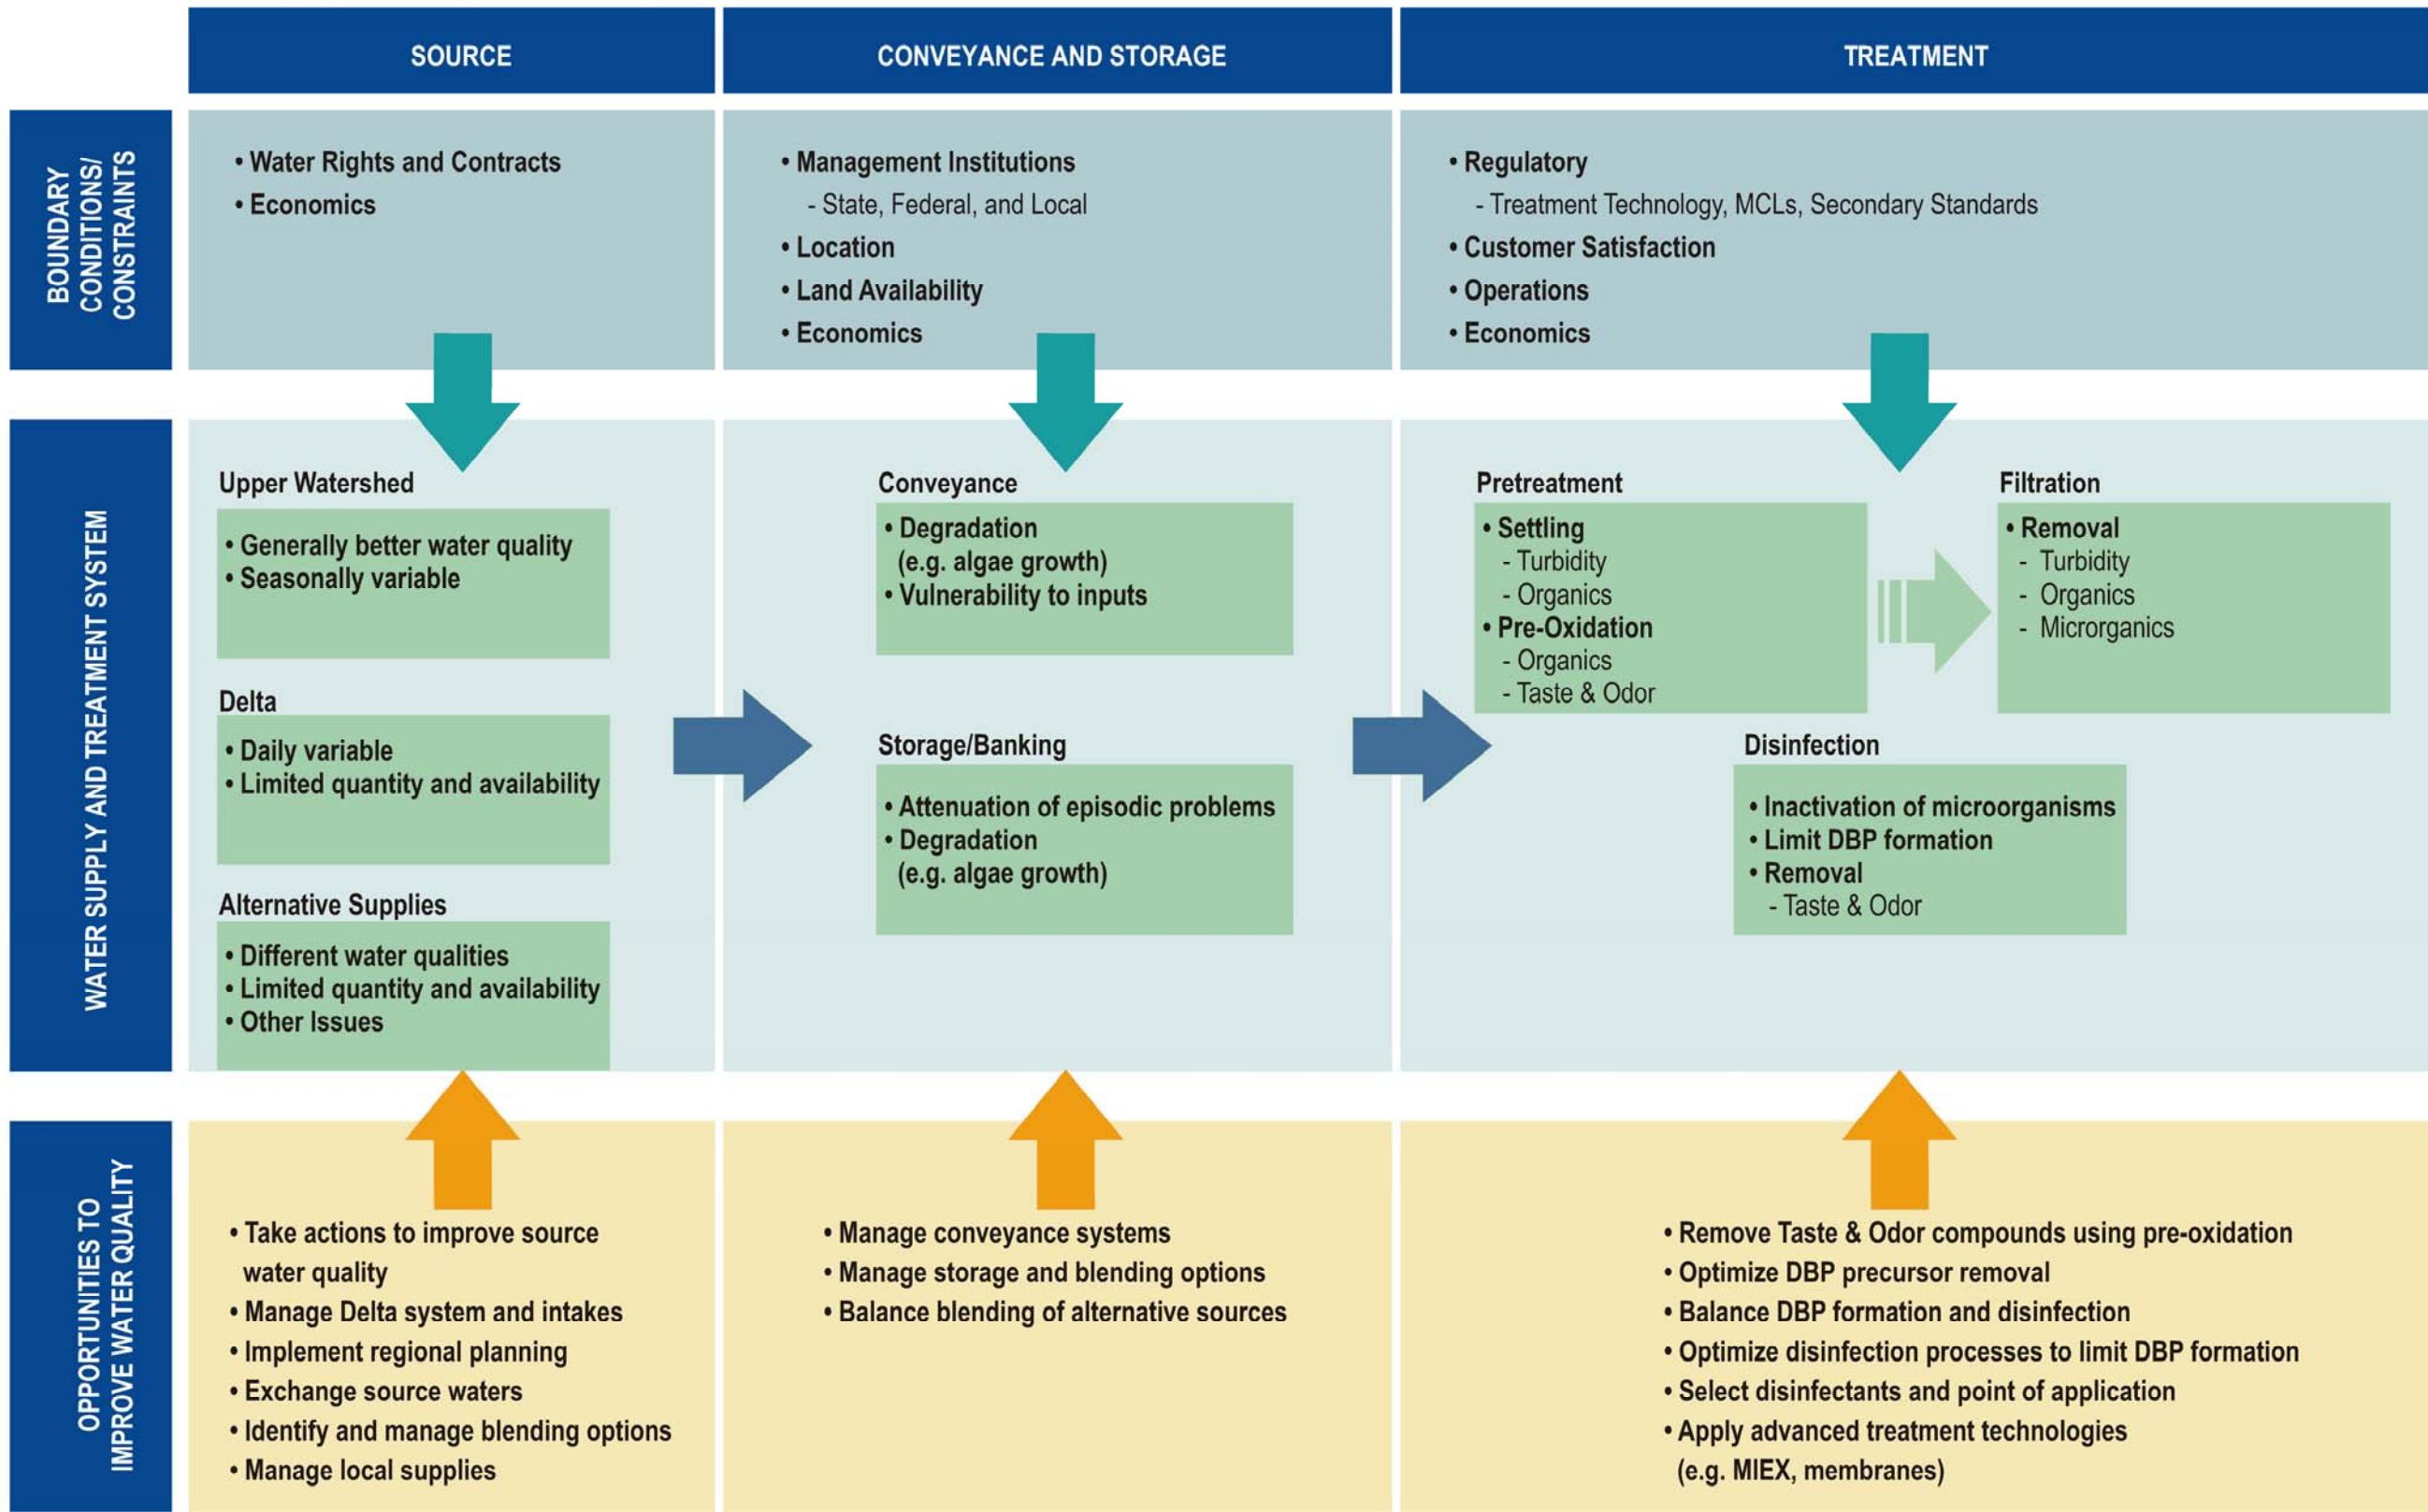 SOURCE
CONVEYANCE AND STORAGE
TREATMENT
BOUNDARY
CONDITIONS/
CONSTRAINTS
• Water Rights and Contracts
• Economics
• Management Institutions
- State, Federal, and Local
• Location
• Land Availability
• Economics
• Regulatory
- Treatment Technology, MCLs, Secondary Standards
• Customer Satisfaction
• Operations
• Economics
WATER SUPPLY AND TREATMENT SYSTEM
Upper Watershed
• Generally better water quality
• Seasonally variable
Delta
• Daily variable
• Limited quantity and availability
Alternative Supplies
• Different water qualities
• Limited quantity and availability
• Other Issues
Conveyance
• Degradation
(e.g. algae growth)
• Vulnerability to inputs
Storage/Banking
• Attenuation of episodic problems
• Degradation
(e.g. algae growth)
Pretreatment
• Settling
- Turbidity
- Organics
• Pre-Oxidation
- Organics
- Taste & Odor
Filtration
• Removal
- Turbidity
- Organics
- Microrganics
Disinfection
• Inactivation of microorganisms
• Limit DBP formation
• Removal
- Taste & Odor
OPPORTUNITIES TO
IMPROVE WATER QUALITY
• Take actions to improve source
water quality
• Manage Delta system and intakes
• Implement regional planning
• Exchange source waters
• Identify and manage blending options
• Manage local supplies
• Manage conveyance systems
• Manage storage and blending options
• Balance blending of alternative sources
• Remove Taste & Odor compounds using pre-oxidation
• Optimize DBP precursor removal
• Balance DBP formation and disinfection
• Optimize disinfection processes to limit DBP formation
• Select disinfectants and point of application
• Apply advanced treatment technologies
(e.g. MIEX, membranes)